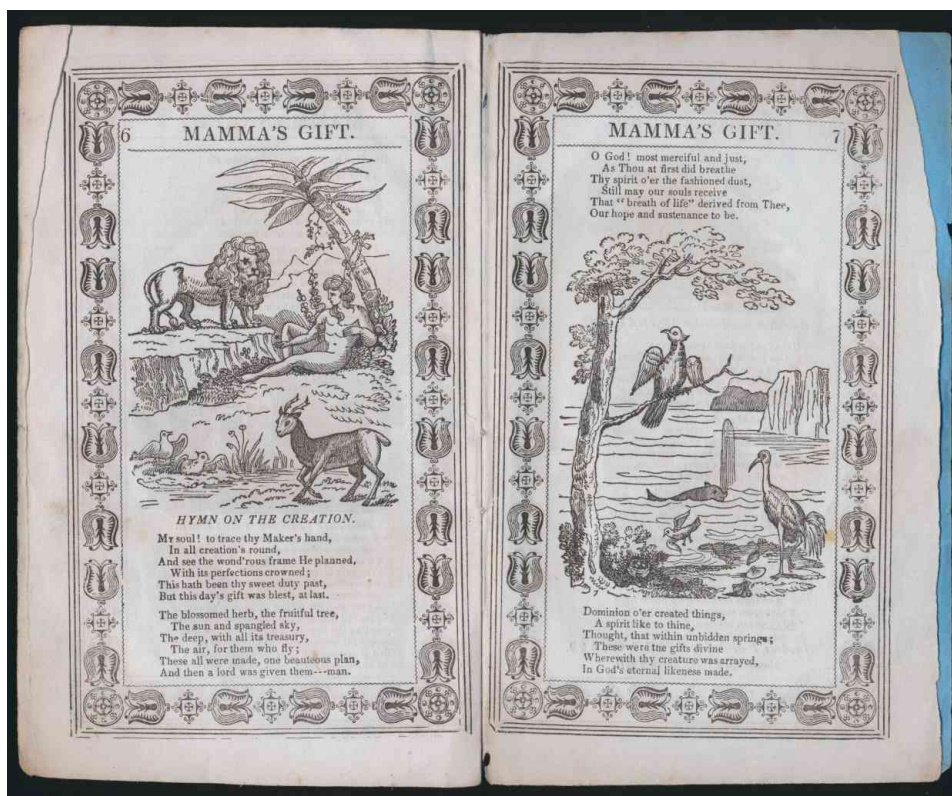 6 MAMMA'S GIFT.
HYMN ON THE CREATION.
MY soul! to trace thy Maker's hand,
In all creation's round,
And see the wond'rous frame He planned,
With its perfections crowned;
This hath been thy sweet duty past,
But this day's gift was blest, at last.
The blossomed herb, the fruitful tree,
The sun and spangled sky,
The deep, with all its treasury,
The air, for them who fly;
These all were made, one beauteous plan,
And then a lord was given them---man.
MAMMA'S GIFT. 7
O God! most merciful and just,
As Thou at first did breathe
Thy spirit o'er the fashioned dust,
Still may our souls receive
That "breath of life" derived from Thee,
Our hope and sustenance to be.
Dominion o'er created things,
A spirit like to thine,
Thought, that within unbidden springs;
These were tne gifts divine
Wherewith thy creature was arrayed,
In God's eternal likeness made.